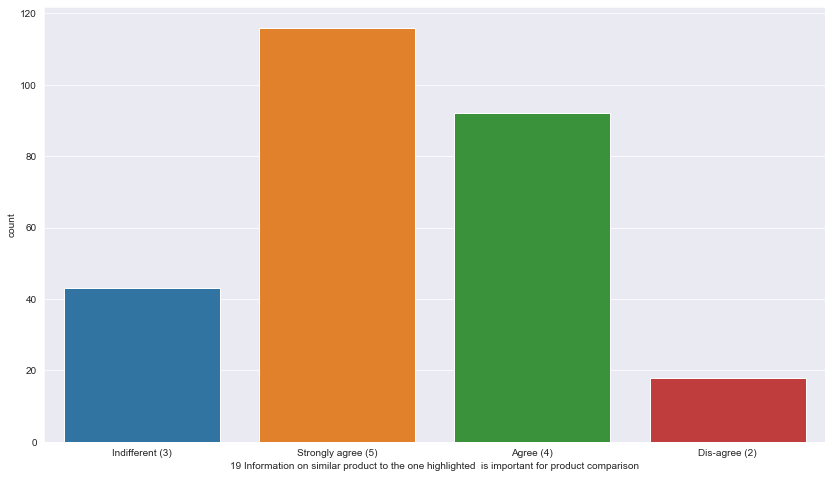 120
100
80
60
40
20
0
count
Indifferent (3)
Strongly agree (5)
Agree (4)
Dis-agree (2)
19 Information on similar product to the one highlighted  is important for product comparison